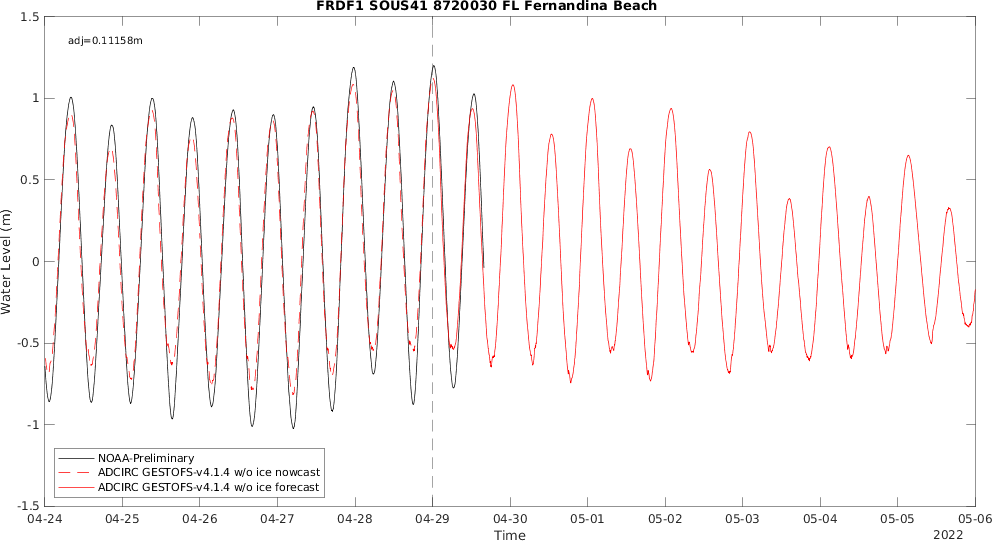 FRDF1 SOUS41 8720030 FL Fernandina Beach
adj=0.11158m
1.5
1
0.5
0
-0.5
-1
-1.5
Water Level (m)
NOAA-Preliminary
ADCIRC GESTOFS-v4.1.4 w/o ice nowcast
ADCIRC GESTOFS-v4.1.4 w/o ice forecast
04-24 04-25 04-26 04-27 04-28 04-29 04-30 05-01 05-02 05-03 05-04 05-05 05-06
Time
2022